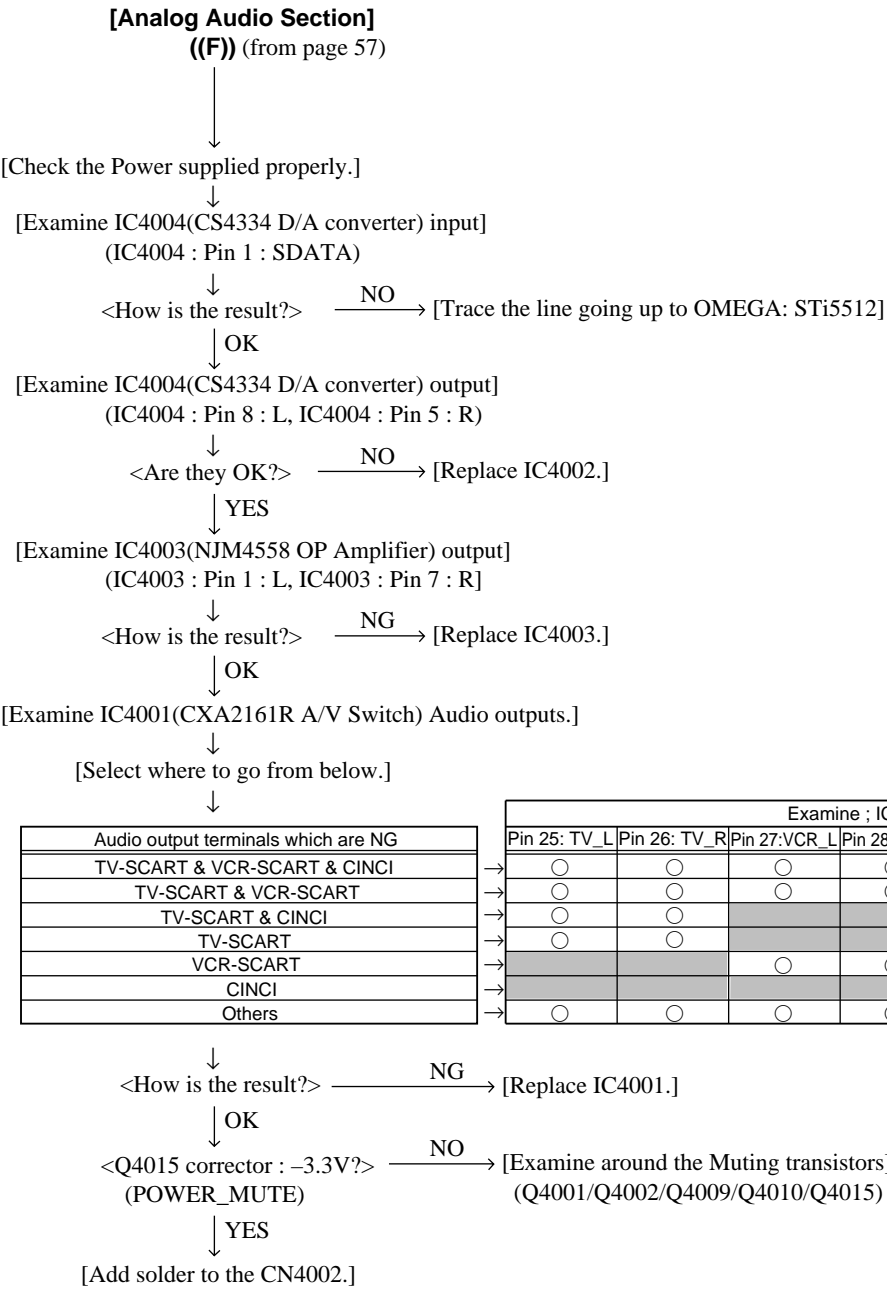 [Analog Audio Section]
((F)) (from page 57)
[Check the Power supplied properly.]
[Examine IC4004(CS4334 D/A converter) input]
(IC4004 : Pin 1 : SDATA)
<How is the result?> NO [Trace the line going up to OMEGA: STi5512]
OK
[Examine IC4004(CS4334 D/A converter) output]
(IC4004 : Pin 8 : L, IC4004 : Pin 5 : R)
<Are they OK?> NO [Replace IC4002.]
YES
[Examine IC4003(NJM4558 OP Amplifier) output]
(IC4003 : Pin 1 : L, IC4003 : Pin 7 : R]
<How is the result?> NG [Replace IC4003.]
OK
[Examine IC4001(CXA2161R A/V Switch) Audio outputs.]
[Select where to go from below.]
Examine ;
Audio output terminals which are NG Pin 25: TV_L Pin 26: TV_R Pin 27:VCR_L Pin 28
TV-SCART & VCR-SCART & CINCI
TV-SCART & VCR-SCART
TV-SCART & CINCI
TV-SCART
VCR-SCART
CINCI
Others
<How is the result?> NG [Replace IC4001.]
OK
<Q4015 corrector : –3.3V?> NO [Examine around the Muting transistors]
(POWER_MUTE) (Q4001/Q4002/Q4009/Q4010/Q4015)
YES
[Add solder to the CN4002.]